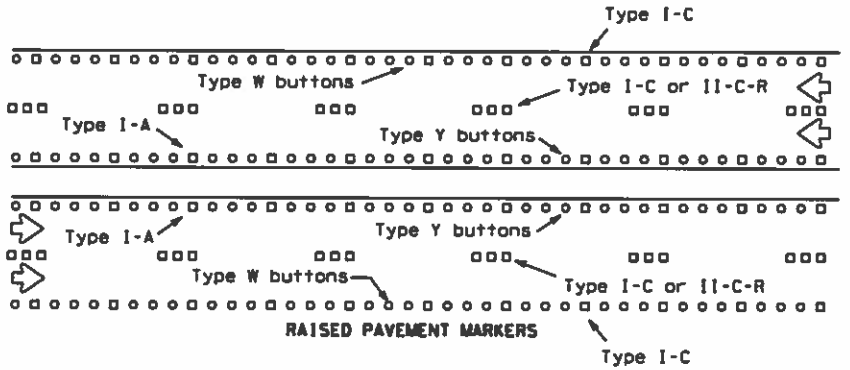 Type I-C
Type W buttons
Type I-C or II-C-R
Type I-A
Type Y buttons
Type I-A
Type Y buttons
Type W buttons
Type I-C or II-C-R
RAISED PAVEMENT MARKERS
Type I-C